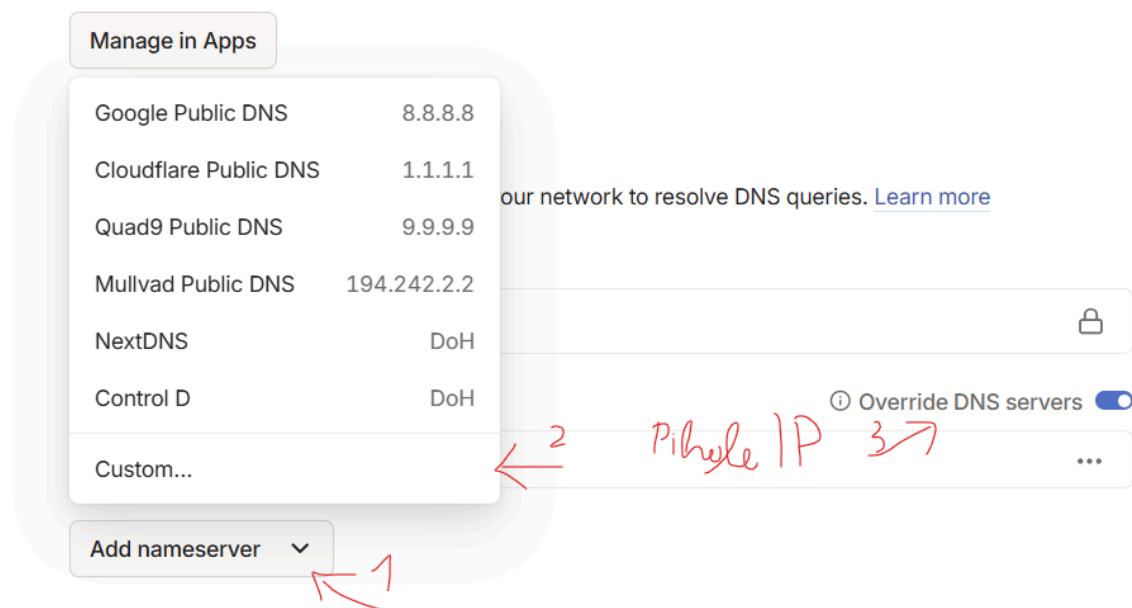 Manage in Apps
Google Public DNS 8.8.8.8
Cloudflare Public DNS 1.1.1.1
our network to resolve DNS queries. Learn more
Quad9 Public DNS 9.9.9.9
Mullvad Public DNS 194.242.2.2
NextDNS DoH
Control D DoH
Override DNS servers
2 Pihole IP 3
Custom...
Add nameserver
1